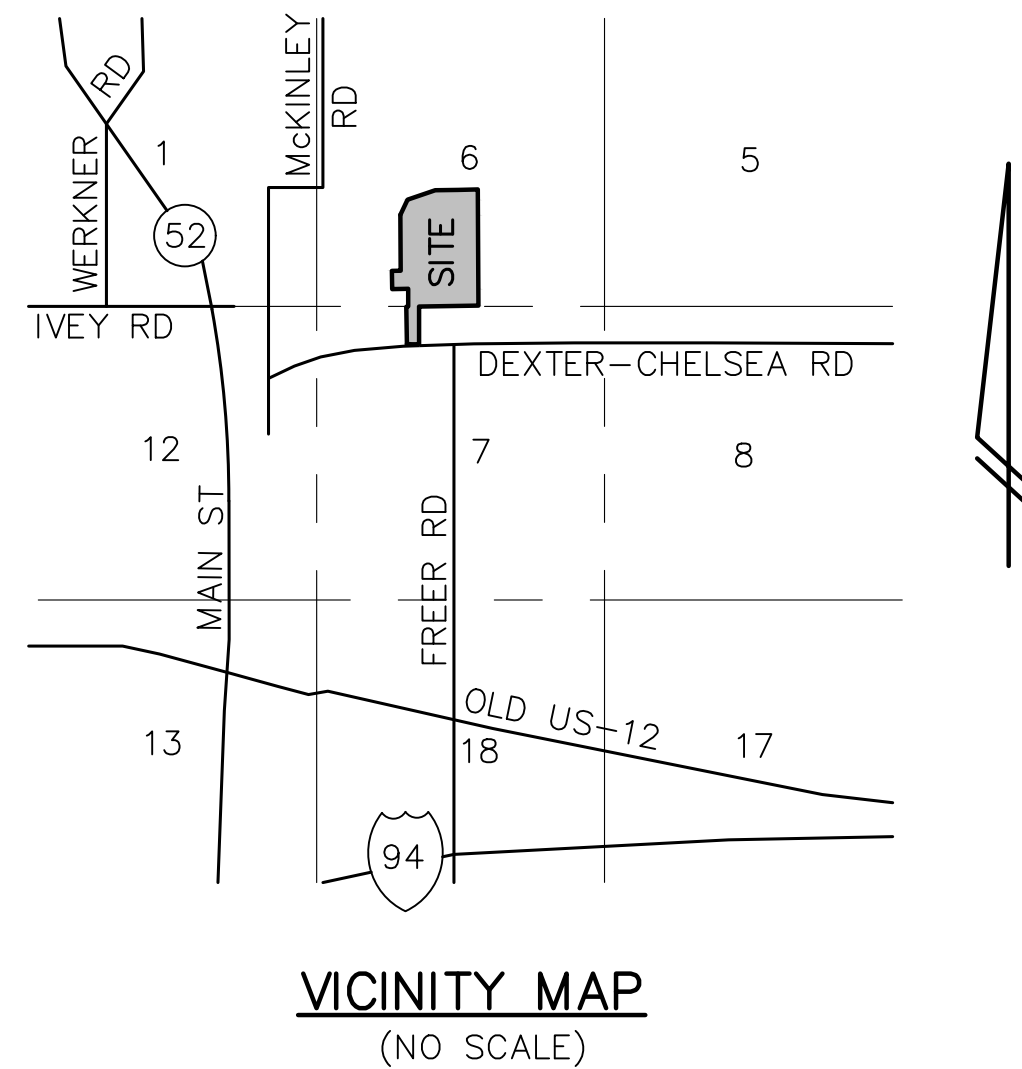 McKINLEY
RD
RD
WERKNER
1
6
5
52
SITE
IVEY RD
DEXTER-CHELSEA RD
12
7
8
MAIN ST
FREER RD
OLD US-12
13
18
17
94
VICINITY MAP
(NO SCALE)